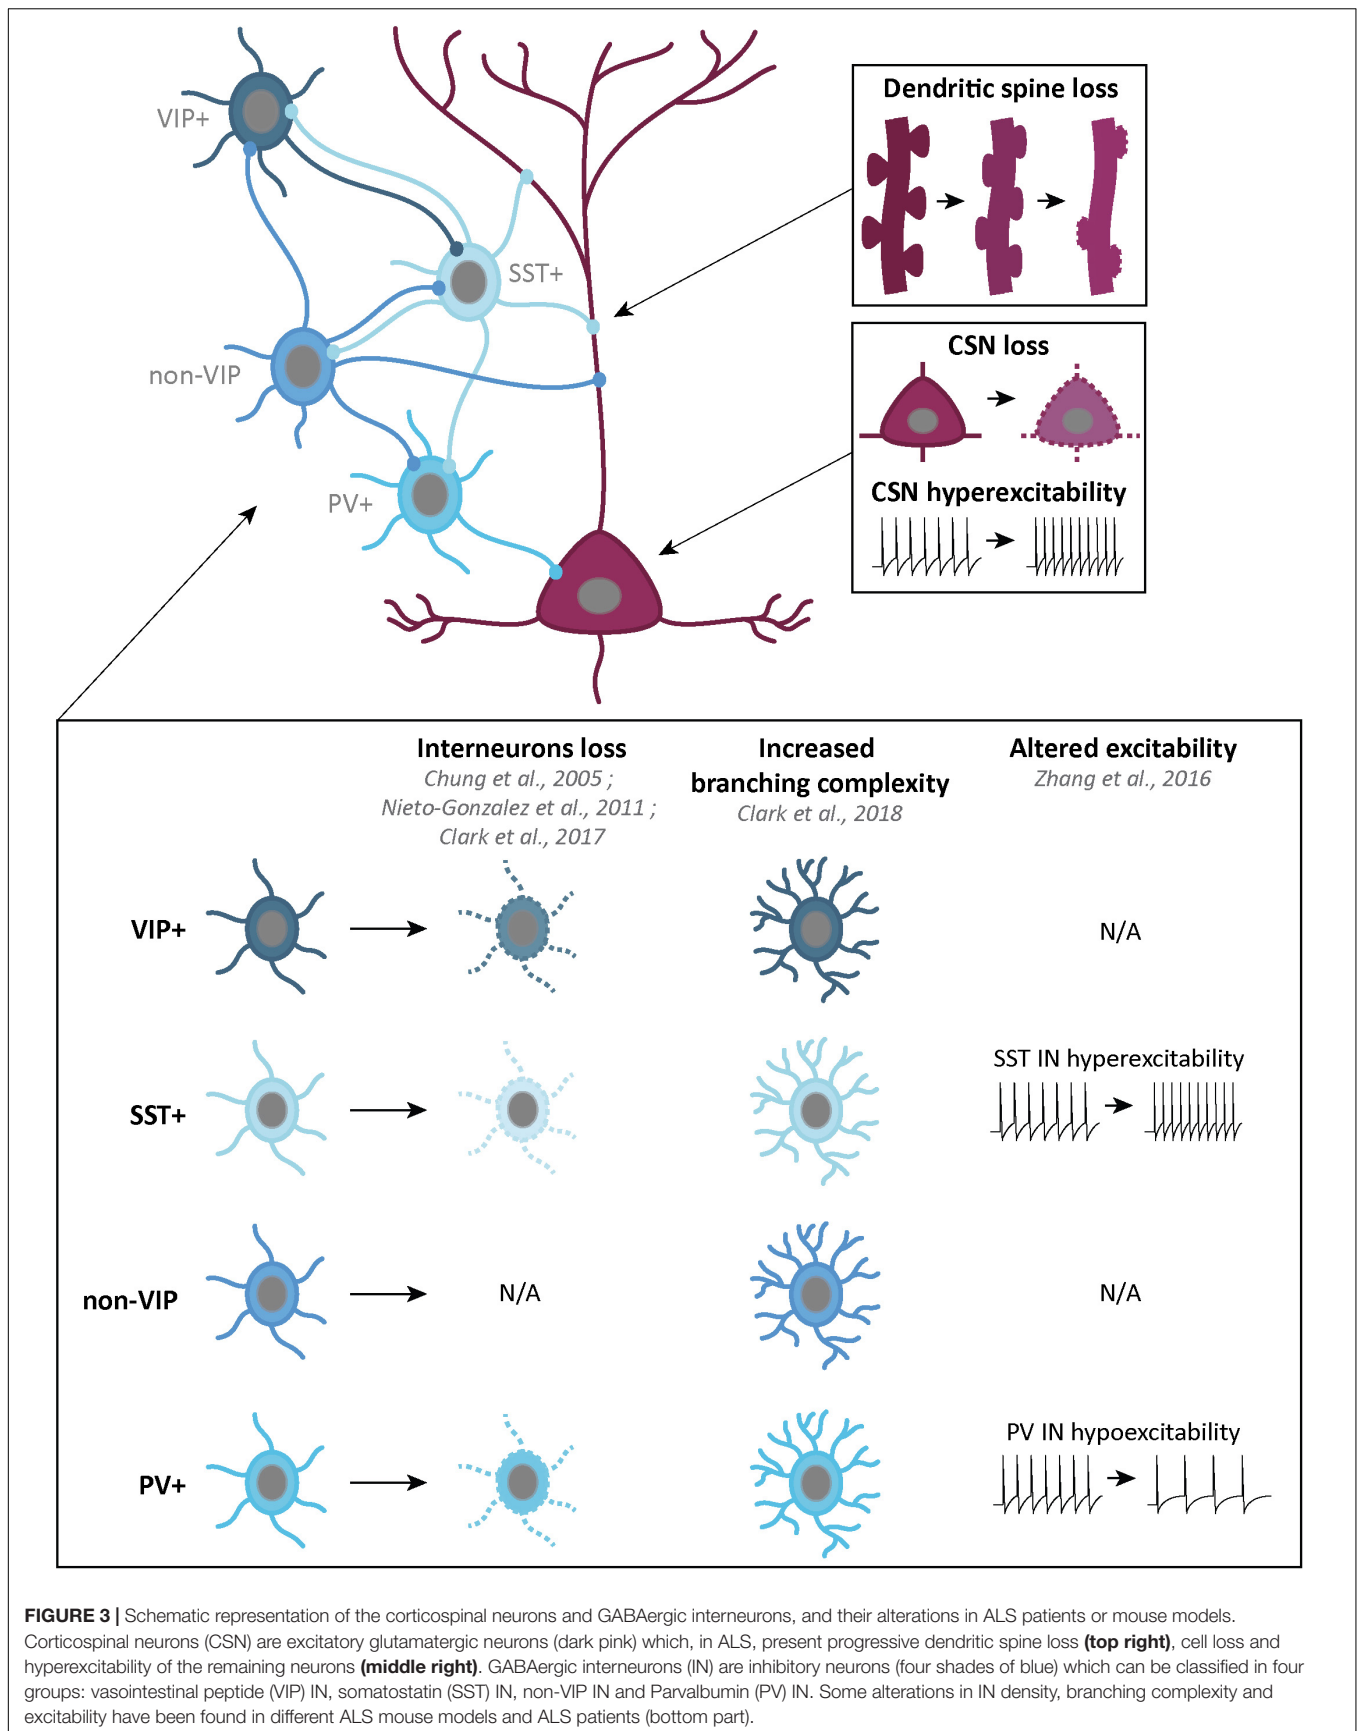 VIP+
SST+
non-VIP
PV+
Dendritic spine loss
CSN loss
CSN hyperexcitability
Interneurons loss
Chung et al., 2005 ;
Nieto-Gonzalez et al., 2011 ;
Clark et al., 2017
Increased
branching complexity
Clark et al., 2018
Altered excitability
Zhang et al., 2016
VIP+
N/A
SST+
SST IN hyperexcitability
non-VIP
N/A
N/A
PV+
PV IN hypoexcitability
FIGURE 3 | Schematic representation of the corticospinal neurons and GABAergic interneurons, and their alterations in ALS patients or mouse models.
Corticospinal neurons (CSN) are excitatory glutamatergic neurons (dark pink) which, in ALS, present progressive dendritic spine loss (top right), cell loss and
hyperexcitability of the remaining neurons (middle right). GABAergic interneurons (IN) are inhibitory neurons (four shades of blue) which can be classified in four
groups: vasointestinal peptide (VIP) IN, somatostatin (SST) IN, non-VIP IN and Parvalbumin (PV) IN. Some alterations in IN density, branching complexity and
excitability have been found in different ALS mouse models and ALS patients (bottom part).